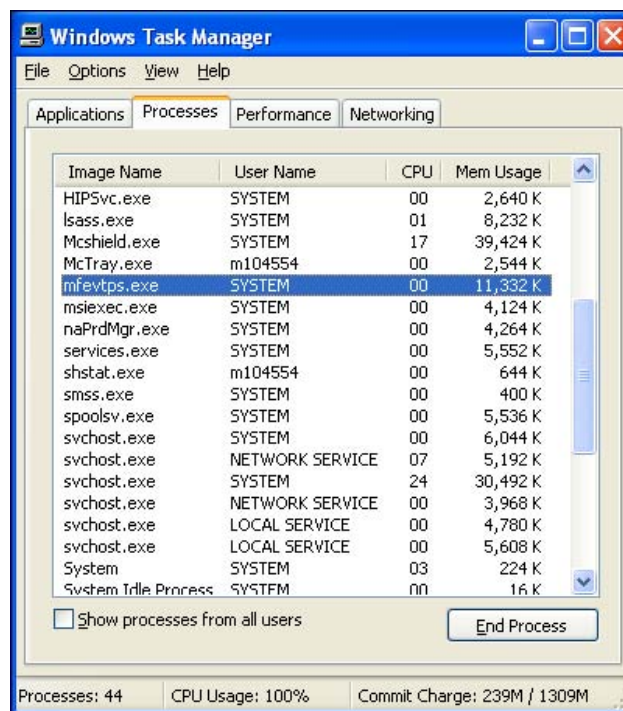 Windows Task Manager
File Options View Help
Applications Processes Performance Networking
Image Name User Name CPU Mem Usage
HIPSvc.exe SYSTEM 00 2,640 K
lsass.exe SYSTEM 01 8,232 K
Mcshield.exe SYSTEM 17 39,424 K
McTray.exe m104554 00 2,544 K
mfevtps.exe SYSTEM 00 11,332 K
msiexec.exe SYSTEM 00 4,124 K
naPrdMgr.exe SYSTEM 00 4,264 K
services.exe SYSTEM 00 5,552 K
shstat.exe m104554 00 644 K
smss.exe SYSTEM 00 400 K
spoolsv.exe SYSTEM 00 5,536 K
svchost.exe SYSTEM 00 6,044 K
svchost.exe NETWORK SERVICE 07 5,192 K
svchost.exe SYSTEM 24 30,492 K
svchost.exe NETWORK SERVICE 00 3,968 K
svchost.exe LOCAL SERVICE 00 4,780 K
svchost.exe LOCAL SERVICE 00 5,608 K
System SYSTEM 03 224 K
System Idle Process SYSTEM 00 16 K
Show processes from all users
End Process
Processes: 44 CPU Usage: 100% Commit Charge: 239M / 1309M